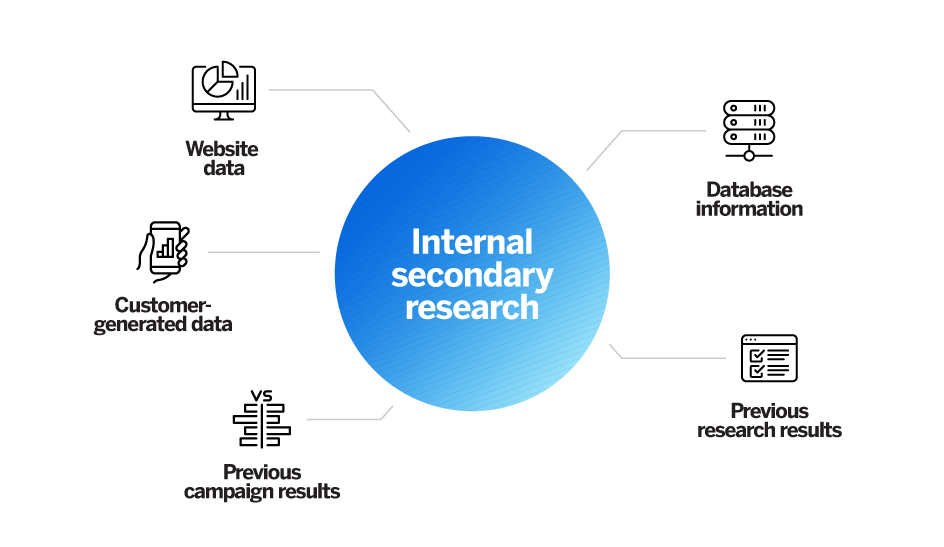 Website
data
Customer-
generated data
VS
Previous
campaign results
Internal
secondary
research
Database
information
Previous
research results